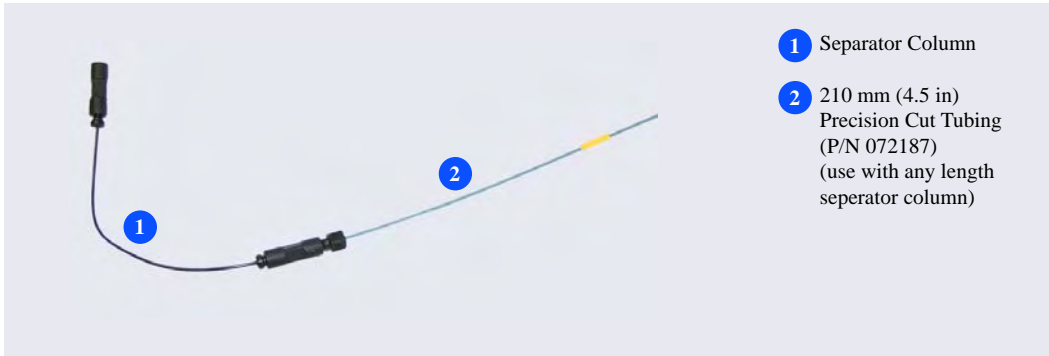 1 Separator Column
2 210 mm (4.5 in)
Precision Cut Tubing
(P/N 072187)
(use with any length
seperator column)
2
1